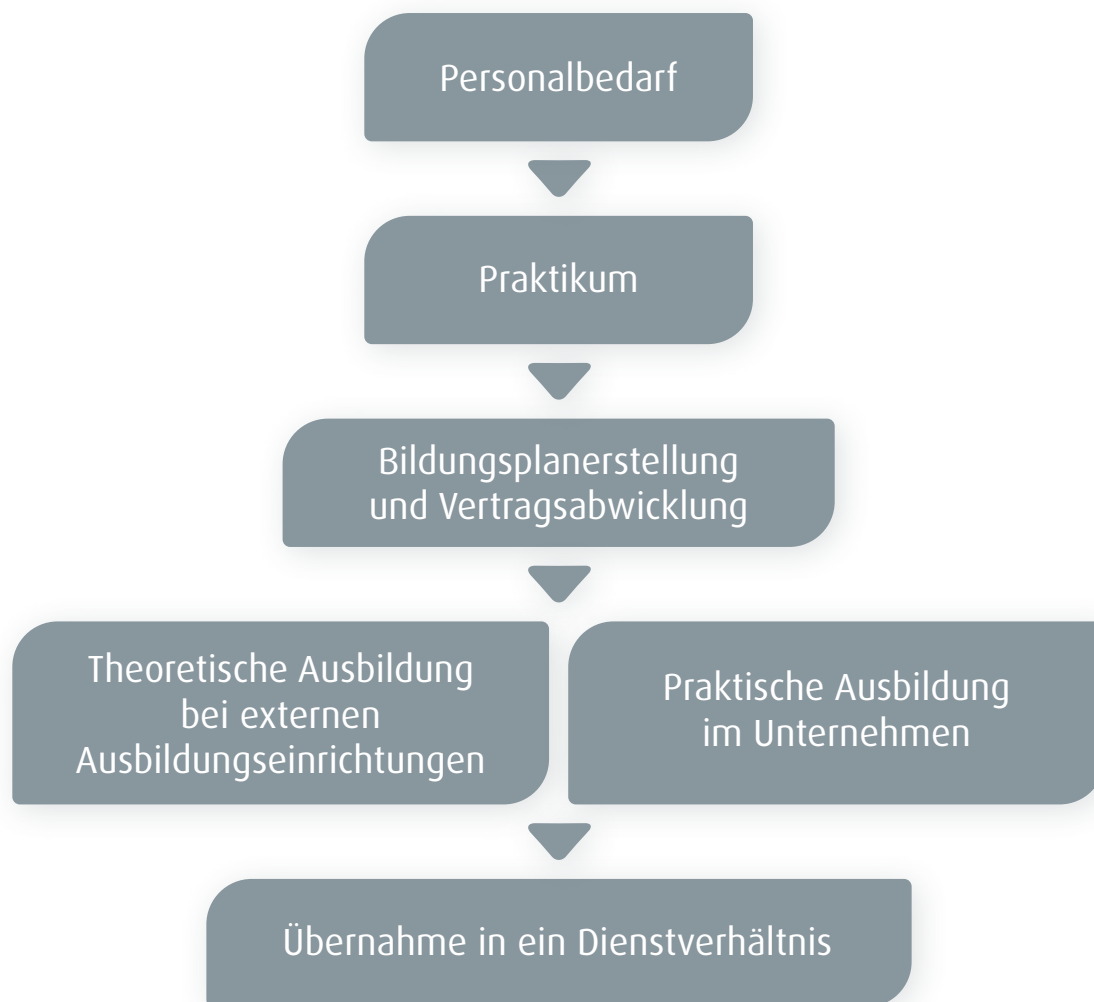 Personalbedarf
Praktikum
Bildungsplanerstellung
und Vertragsabwicklung
Theoretische Ausbildung
bei externen
Ausbildungseinrichtungen
Praktische Ausbildung
im Unternehmen
Übernahme in ein Dienstverhältnis